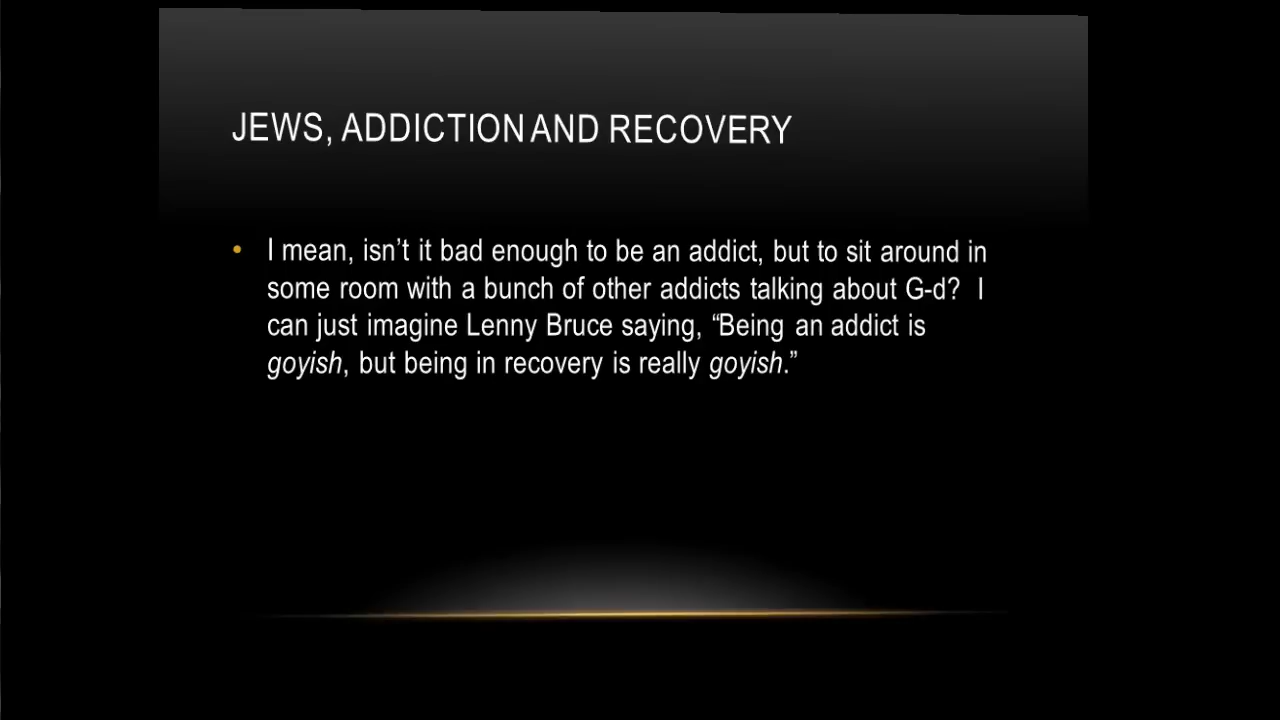 JEWS, ADDICTION AND RECOVERY
• I mean, isn’t it bad enough to be an addict, but to sit around in
some room with a bunch of other addicts talking about G-d?  I
can just imagine Lenny Bruce saying, “Being an addict is
goyish, but being in recovery is really goyish.”